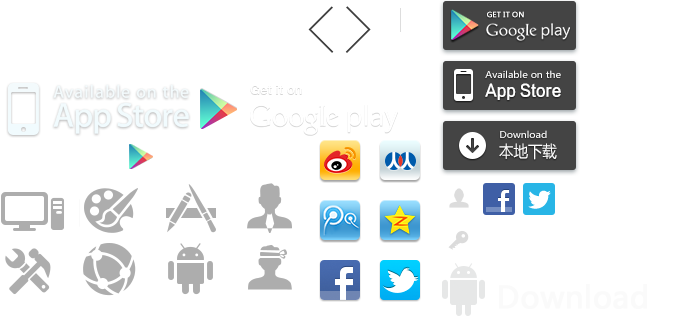 GET IT ON
Google play
Available on the
App Store
Available on the
App Store
Get it on
Google play
Download
本地下载
Download